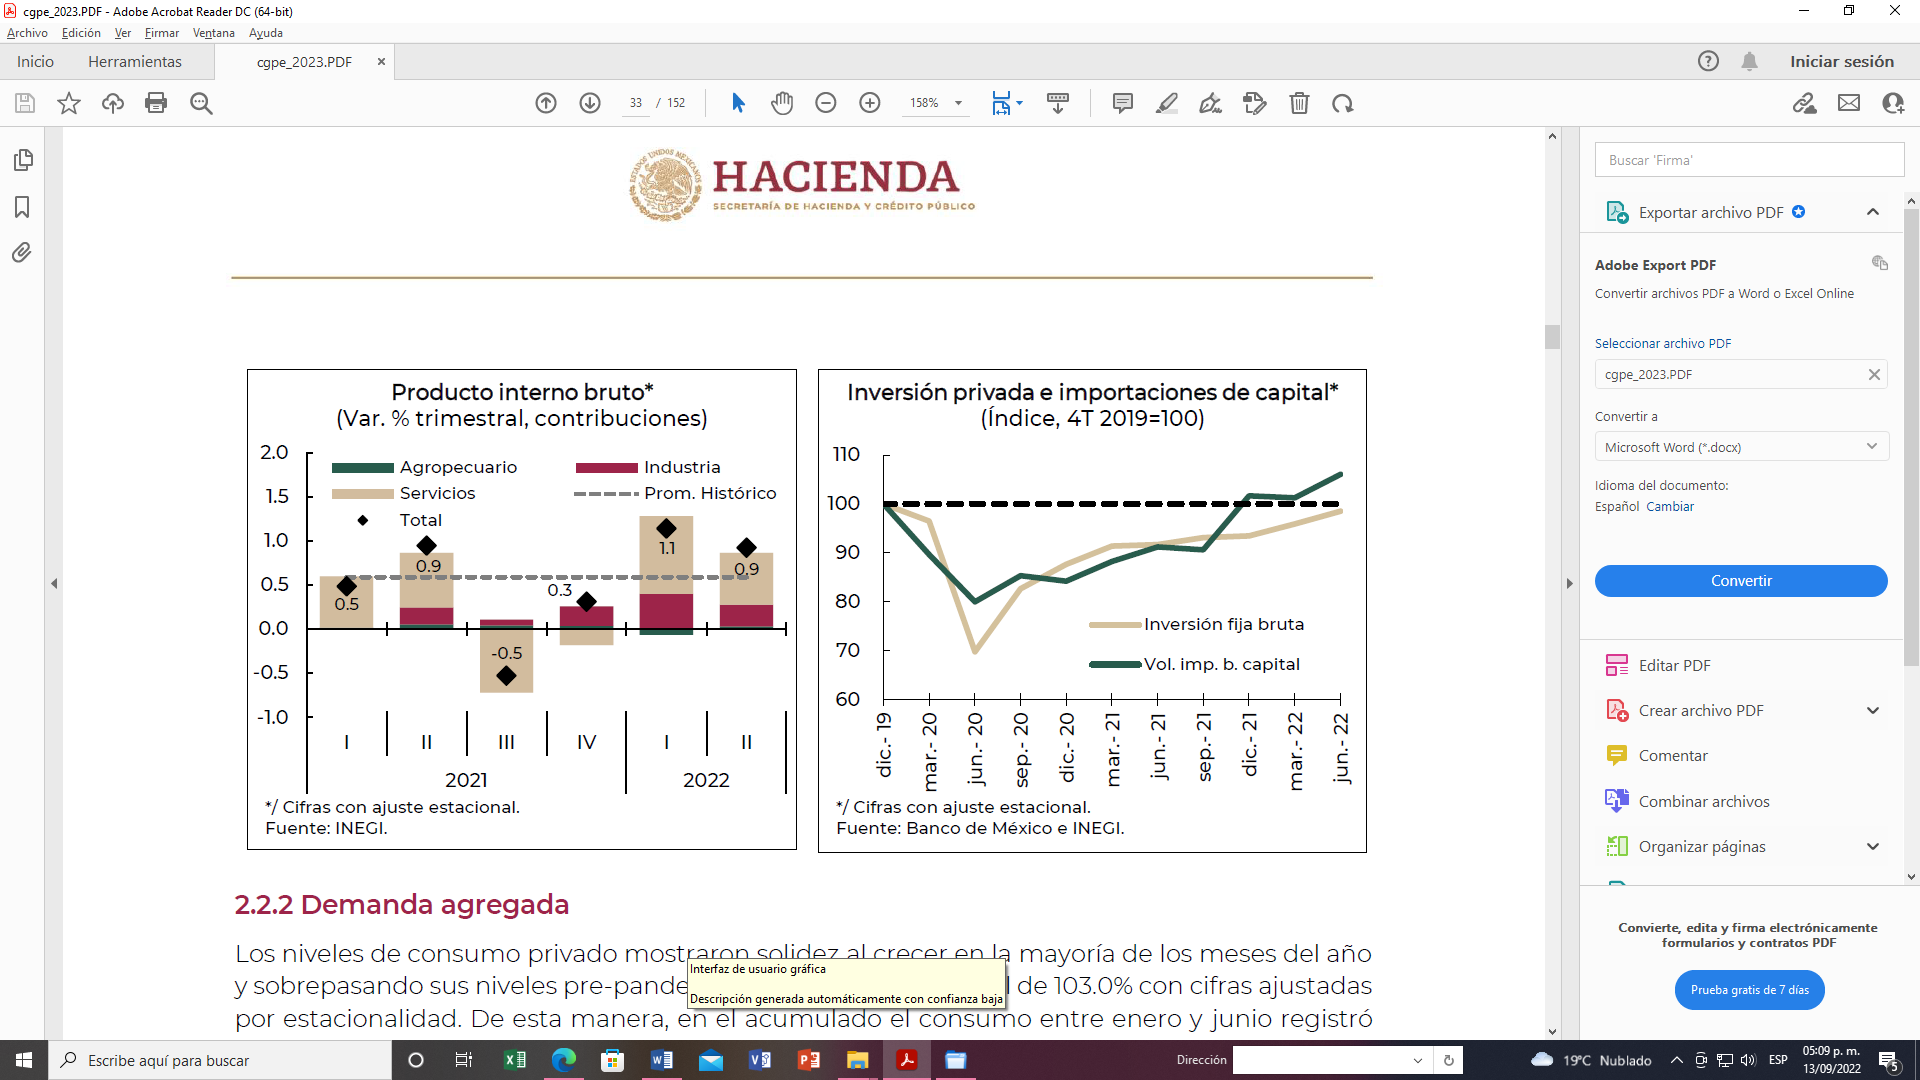 cgpe_2023.PDF - Adobe Acrobat Reader DC (64-bit)
Archivo Edición Ver Firmar Ventana Ayuda
Inicio Herramientas cgpe_2023.PDF × Iniciar sesión
33 / 152 158%
HACIENDA
SECRETARÍA DE HACIENDA Y CRÉDITO PÚBLICO
Producto interno bruto*
(Var. % trimestral, contribuciones)
2.0
1.5
1.0
0.5
0.0
-0.5
-1.0
Agropecuario Industria
Servicios Prom. Histórico
Total
0.5
0.9
-0.5
0.3
1.1
0.9
I II III IV I II
2021 2022
*/ Cifras con ajuste estacional.
Fuente: INEGI.
Inversión privada e importaciones de capital*
(Índice, 4T 2019=100)
110
100
90
80
70
60
Inversión fija bruta
Vol. imp. b. capital
dic.- 19
mar.- 20
jun.- 20
sep.- 20
dic.- 20
mar.- 21
jun.- 21
sep.- 21
dic.- 21
mar.- 22
jun.- 22
*/ Cifras con ajuste estacional.
Fuente: Banco de México e INEGI.
2.2.2 Demanda agregada
Los niveles de consumo privado mostraron solidez al crecer en la mayoría de los meses del año
y sobrepasando sus niveles pre-pande
de 103.0% con cifras ajustadas
por estacionalidad. De esta manera, en el acumulado el consumo entre enero y junio registró
Interfaz de usuario gráfica
Descripción generada automáticamente con confianza baja
Buscar 'Firma'
Exportar archivo PDF
Adobe Export PDF
Convertir archivos PDF a Word o Excel Online
Seleccionar archivo PDF
cgpe_2023.PDF
Convertir a
Microsoft Word (*.docx)
Idioma del documento:
Español Cambiar
Convertir
Editar PDF
Crear archivo PDF
Comentar
Combinar archivos
Organizar páginas
Convierte, edita y firma electrónicamente
formularios y contratos PDF
Prueba gratis de 7 días
Escribe aquí para buscar
Dirección
19°C Nublado
ESP
05:09 p. m.
13/09/2022
5